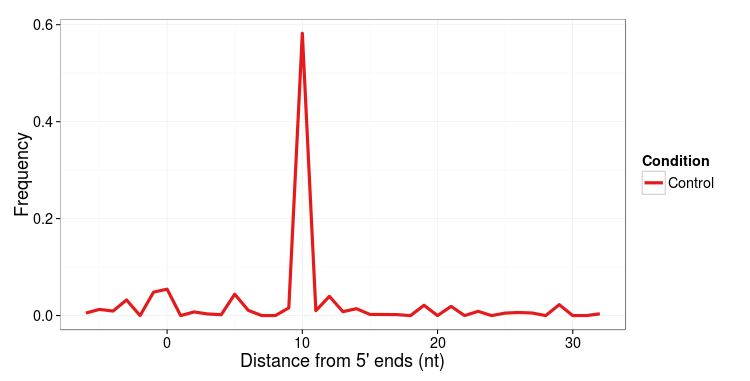 0.6
0.4
0.2
0.0
Frequency
0
10
20
30
Distance from 5' ends (nt)
Condition
Control